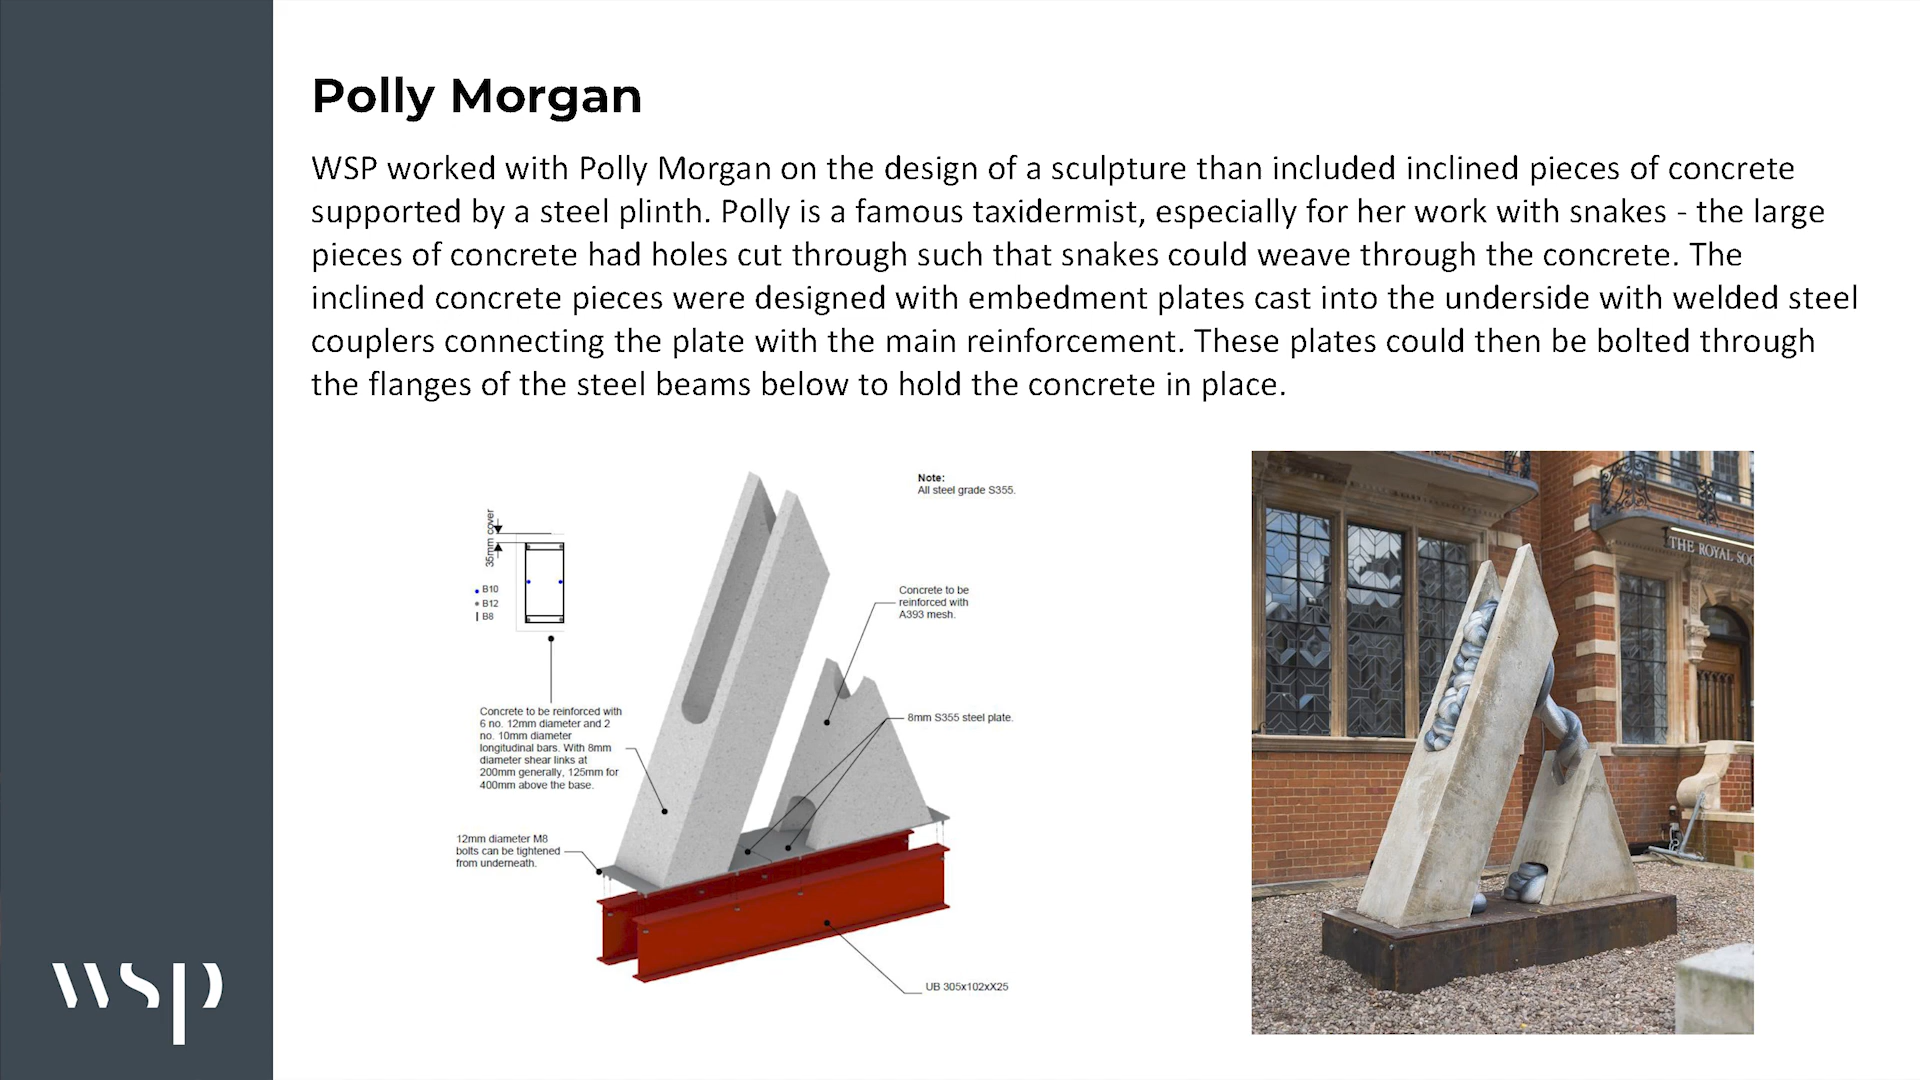 Polly Morgan
WSP worked with Polly Morgan on the design of a sculpture than included inclined pieces of concrete
supported by a steel plinth. Polly is a famous taxidermist, especially for her work with snakes - the large
pieces of concrete had holes cut through such that snakes could weave through the concrete. The
inclined concrete pieces were designed with embedment plates cast into the underside with welded steel
couplers connecting the plate with the main reinforcement. These plates could then be bolted through
the flanges of the steel beams below to hold the concrete in place.
Note:
All steel grade S355.
35mm cover
B10
B12
B8
Concrete to be
reinforced with
A393 mesh.
Concrete to be reinforced with
6 no. 12mm diameter and 2
no. 10mm diameter
longitudinal bars. With 8mm
diameter shear links at
200mm generally, 125mm for
400mm above the base.
8mm S355 steel plate.
12mm diameter M8
bolts can be tightened
from underneath.
UB 305x102xX25
THE ROYAL SOC
wsp